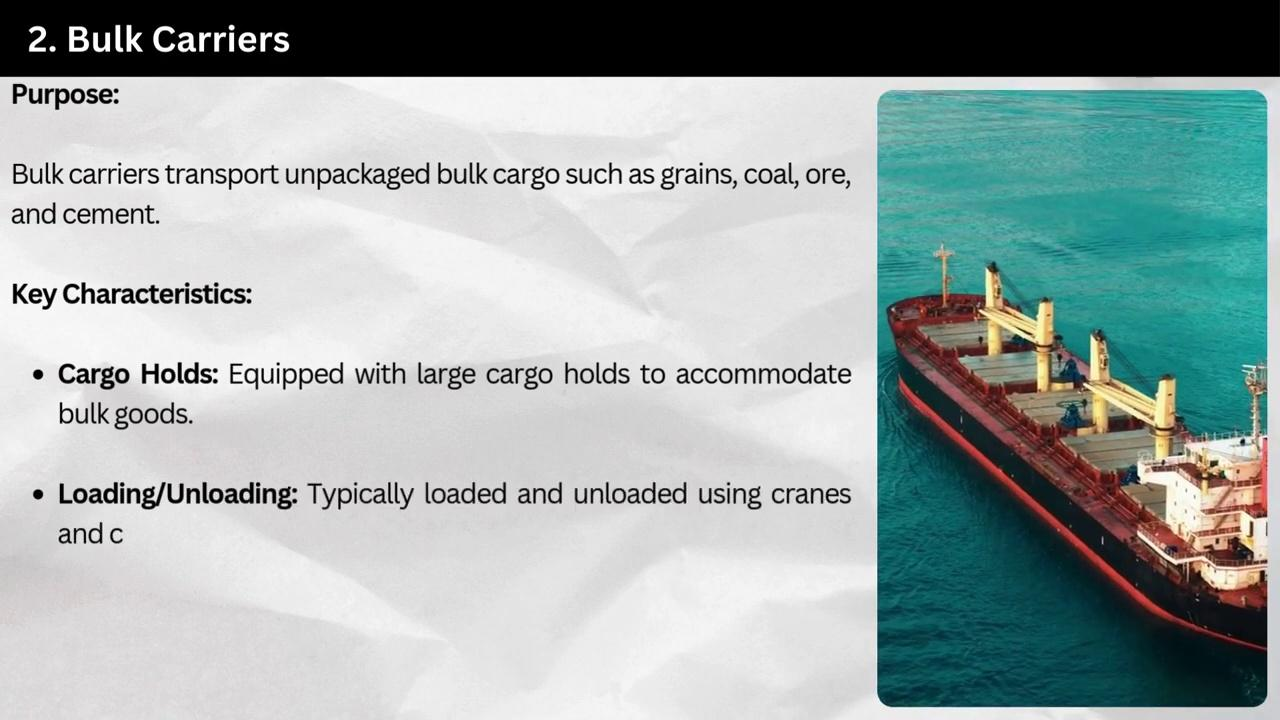 2. Bulk Carriers
Purpose:
Bulk carriers transport unpackaged bulk cargo such as grains, coal, ore,
and cement.
Key Characteristics:
• Cargo Holds: Equipped with large cargo holds to accommodate
bulk goods.
• Loading/Unloading: Typically loaded and unloaded using cranes
and c